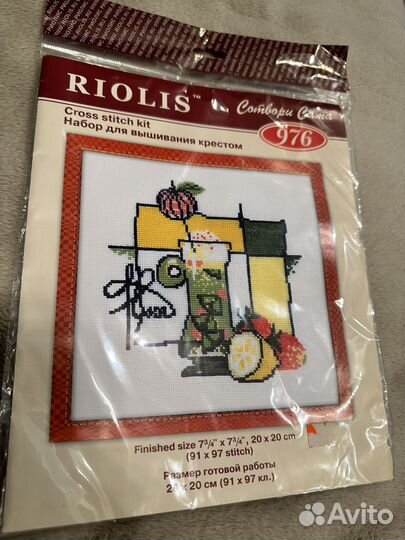 RIOLIS™
Сотвори Сама
Cross stitch kit
Набор для вышивания крестом
976
Finished size 7¾" x 7¾", 20 x 20 cm
(91 x 97 stitch)
Размер готовой работы
20 x 20 см (91 x 97 кл.)
Avito